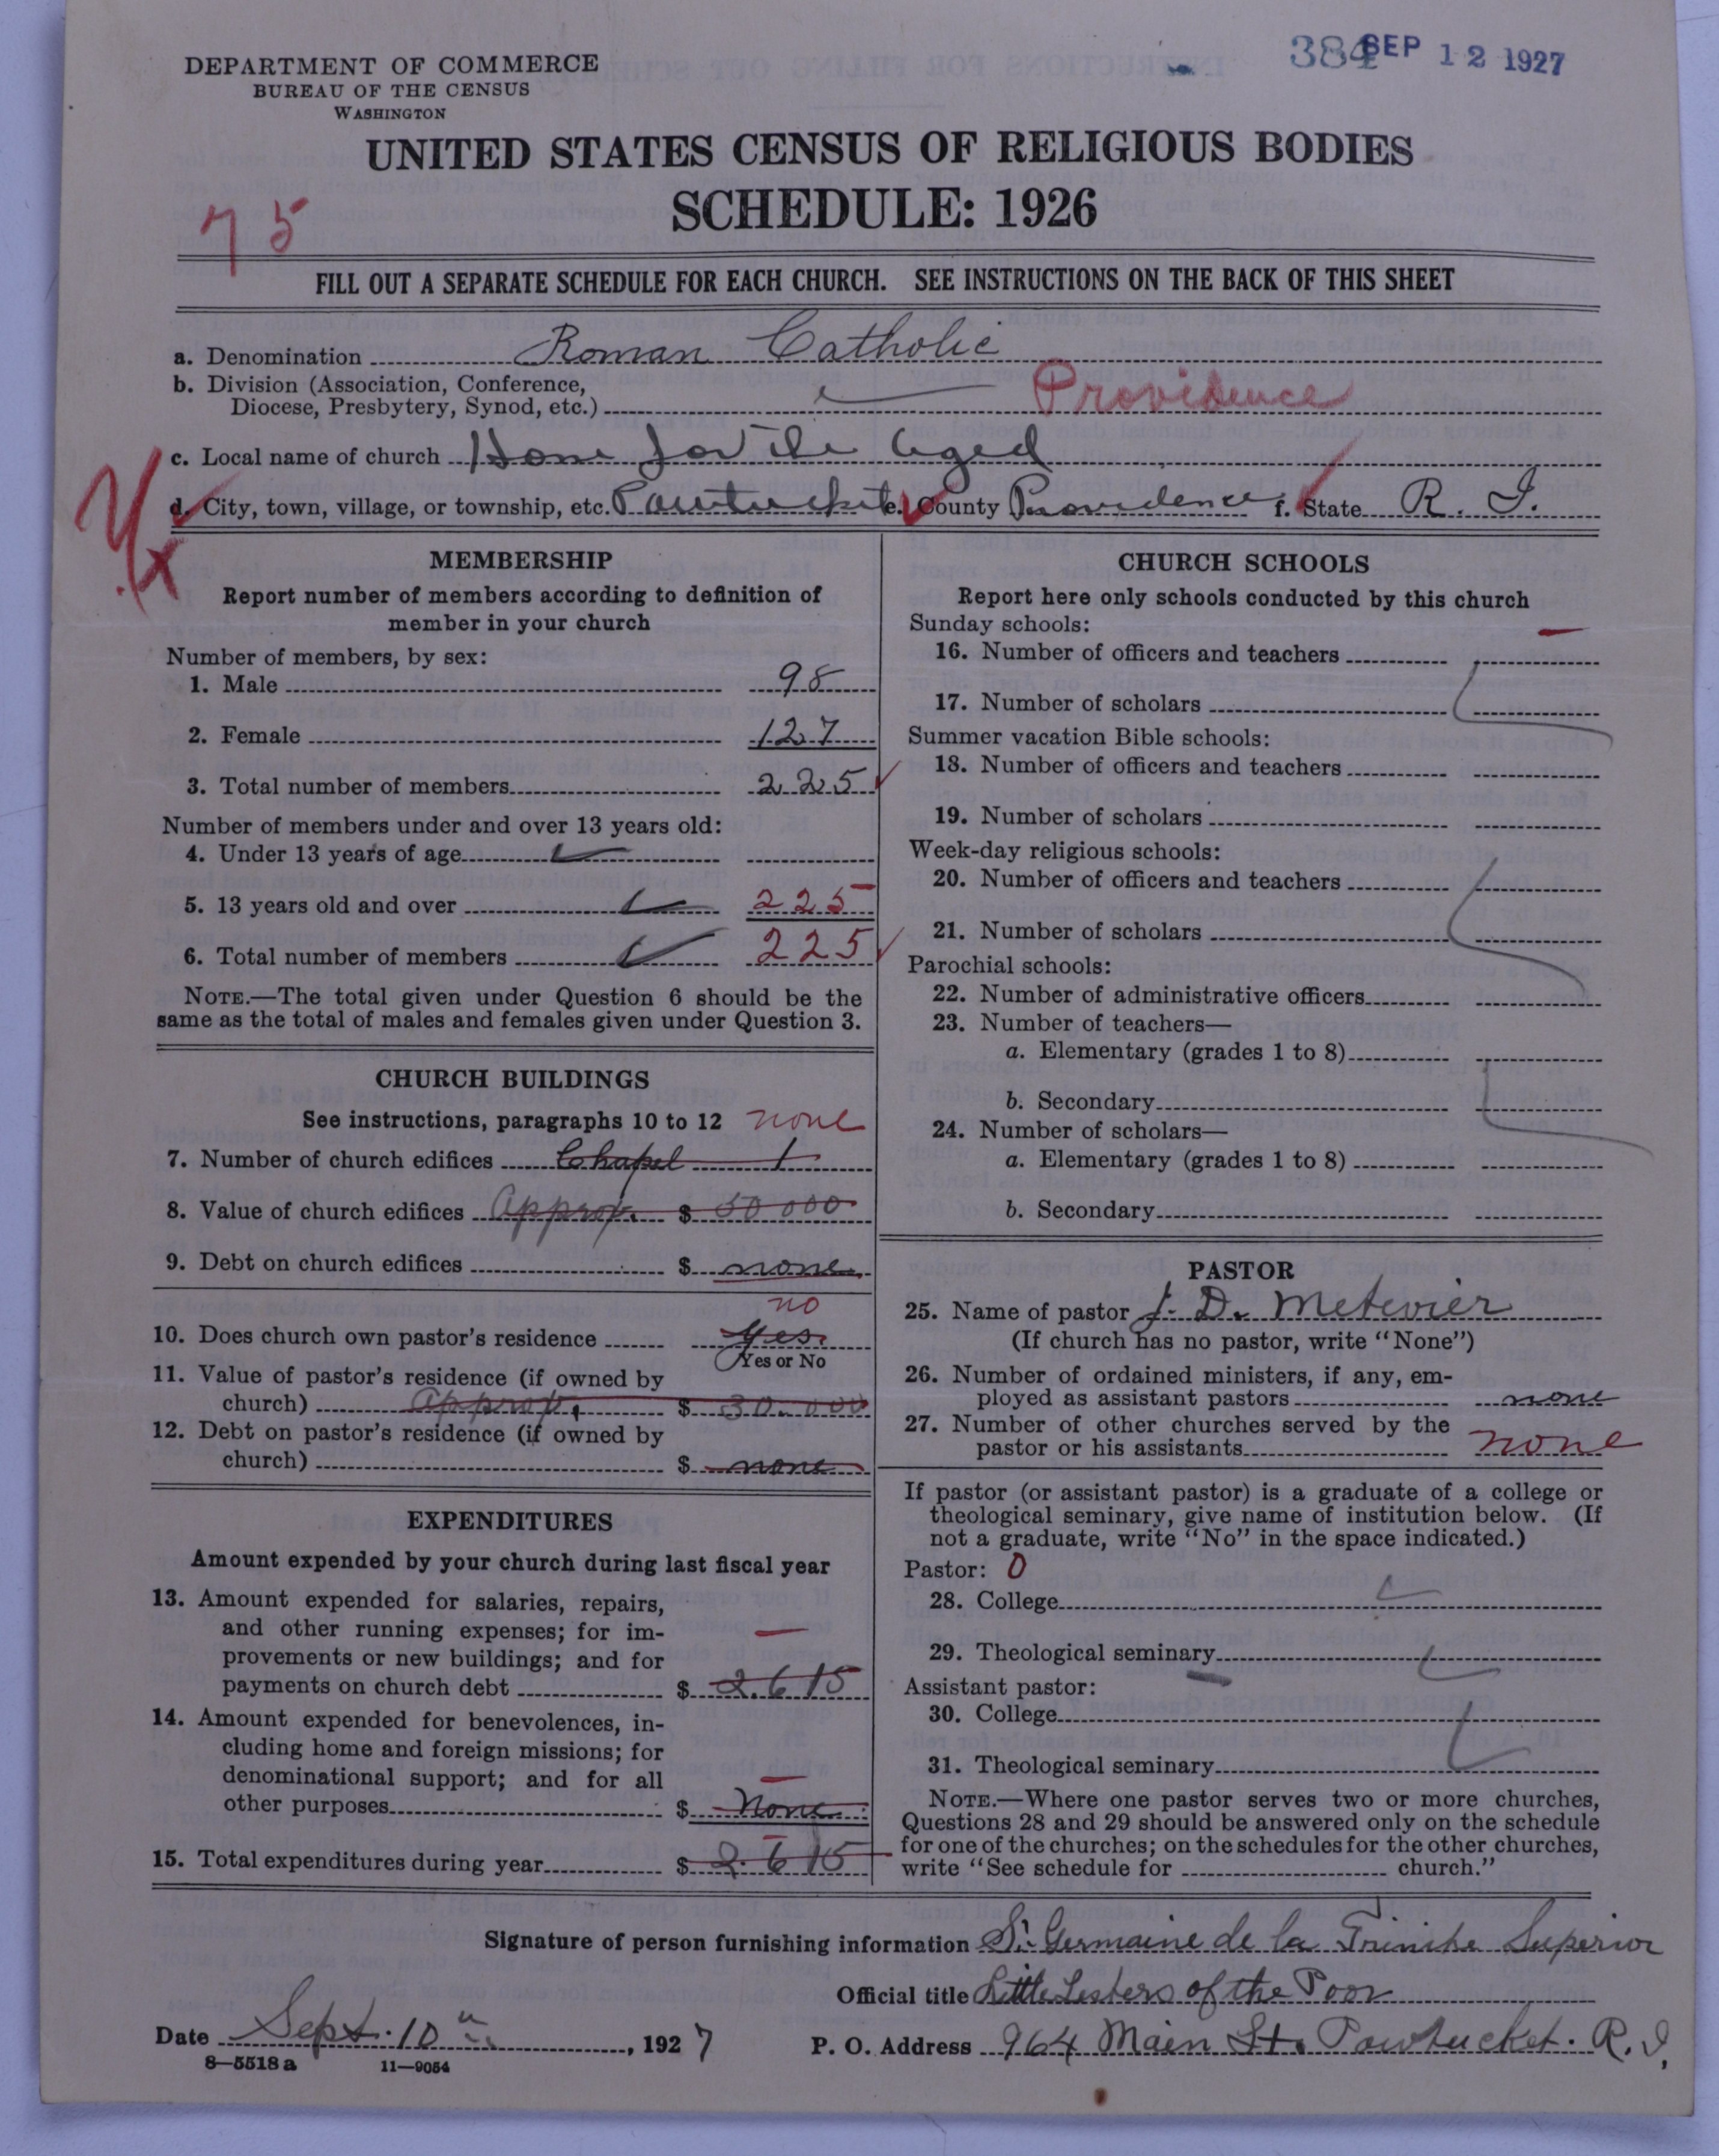 384 SEP 12 1927
DEPARTMENT OF COMMERCE
BUREAU OF THE CENSUS
WASHINGTON
UNITED STATES CENSUS OF RELIGIOUS BODIES
SCHEDULE: 1926
75
FILL OUT A SEPARATE SCHEDULE FOR EACH CHURCH. SEE INSTRUCTIONS ON THE BACK OF THIS SHEET
a. Denomination Roman Catholic
b. Division (Association, Conference,
Diocese, Presbytery, Synod, etc.) Providence
c. Local name of church Home for the Aged
d. City, town, village, or township, etc. Pawtucket e. County Providence f. State R. I.
MEMBERSHIP
Report number of members according to definition of
member in your church
Number of members, by sex:
1. Male 98
2. Female 127
3. Total number of members 225
Number of members under and over 13 years old:
4. Under 13 years of age
5. 13 years old and over 225
6. Total number of members 225
NOTE.—The total given under Question 6 should be the
same as the total of males and females given under Question 3.
CHURCH BUILDINGS
See instructions, paragraphs 10 to 12 none
7. Number of church edifices Chapel 1
8. Value of church edifices Approx. $ 50 000
9. Debt on church edifices $ none
no
10. Does church own pastor's residence yes.
Yes or No
11. Value of pastor's residence (if owned by
church) Approx. $ 30.000
12. Debt on pastor's residence (if owned by
church) $ none
EXPENDITURES
Amount expended by your church during last fiscal year
13. Amount expended for salaries, repairs,
and other running expenses; for im-
provements or new buildings; and for
payments on church debt $ 2.615
14. Amount expended for benevolences, in-
cluding home and foreign missions; for
denominational support; and for all
other purposes $ None
15. Total expenditures during year $ 2.615
CHURCH SCHOOLS
Report here only schools conducted by this church
Sunday schools:
16. Number of officers and teachers
17. Number of scholars
Summer vacation Bible schools:
18. Number of officers and teachers
19. Number of scholars
Week-day religious schools:
20. Number of officers and teachers
21. Number of scholars
Parochial schools:
22. Number of administrative officers
23. Number of teachers—
a. Elementary (grades 1 to 8)
b. Secondary
24. Number of scholars—
a. Elementary (grades 1 to 8)
b. Secondary
PASTOR
25. Name of pastor J. D. Metevier
(If church has no pastor, write "None")
26. Number of ordained ministers, if any, em-
ployed as assistant pastors none
27. Number of other churches served by the
pastor or his assistants none
If pastor (or assistant pastor) is a graduate of a college or
theological seminary, give name of institution below. (If
not a graduate, write "No" in the space indicated.)
Pastor: 0
28. College
29. Theological seminary
Assistant pastor:
30. College
31. Theological seminary
NOTE.—Where one pastor serves two or more churches,
Questions 28 and 29 should be answered only on the schedule
for one of the churches; on the schedules for the other churches,
write "See schedule for church."
Signature of person furnishing information Sr. Germaine de la Trinite Superior
Official title Little Sisters of the Poor
Date Sept. 10th, 1927 P. O. Address 964 Main St. Pawtucket. R. I.
8—5518 a 11—9054